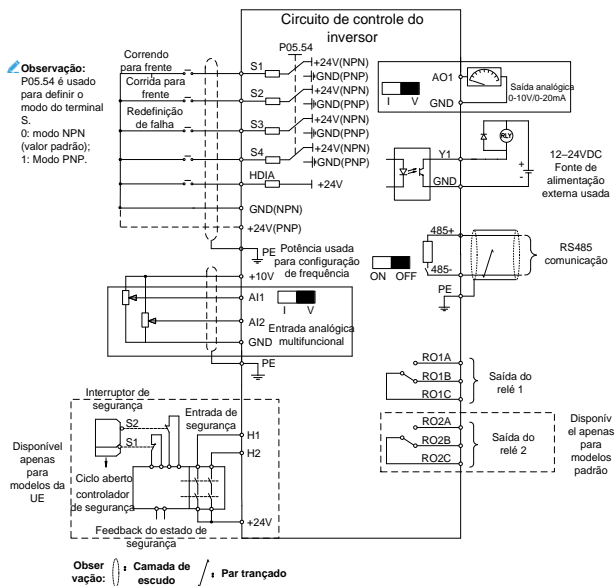 Circuito de controle do
inversor
Observação:
P05.54 é usado
para definir o
modo do terminal
S.
0: modo NPN
(valor padrão);
1: Modo PNP.
Correndo
para frente
Corrida para
frente
Redefinição
de falha
P05.54
S1
+24V(NPN)
GND(PNP)
S2
+24V(NPN)
GND(PNP)
S3
+24V(NPN)
GND(PNP)
S4
+24V(NPN)
GND(PNP)
HDIA
+24V
GND(NPN)
+24V(PNP)
PE
Potência usada
para configuração
de frequência
+10V
AI1
I V
AI2
Entrada analógica
multifuncional
GND
PE
Interruptor de
segurança
Entrada de
segurança
S2
S1
H1
H2
Disponível
apenas
para
modelos da
UE
Ciclo aberto
controlador
de segurança
+24V
Feedback do estado de
segurança
AO1
I V
GND
Saída analógica
0-10V/0-20mA
RLY
Y1
GND
+
-
12–24VDC
Fonte de
alimentação
externa usada
485+
ON OFF
485-
PE
RS485
comunicação
RO1A
RO1B
RO1C
Saída do
relé 1
RO2A
RO2B
RO2C
Saída do
relé 2
Disponív
el apenas
para
modelos
padrão
Obser
vação:
: Camada de
escudo
: Par trançado